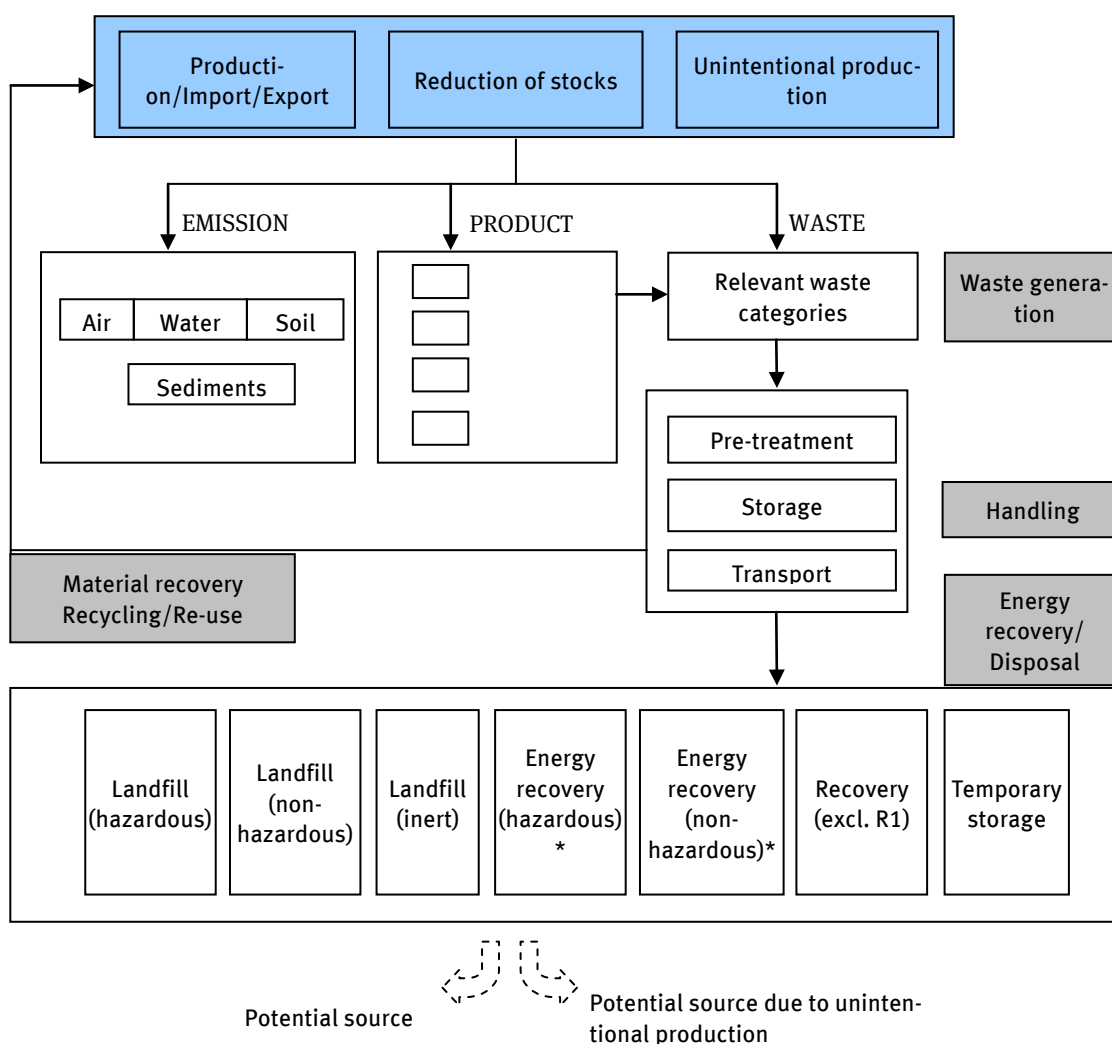 Producti-
on/Import/Export
Reduction of stocks
Unintentional produc-
tion
EMISSION
PRODUCT
WASTE
Air
Water
Soil
Sediments
Relevant waste
categories
Waste genera-
tion
Pre-treatment
Storage
Transport
Handling
Material recovery
Recycling/Re-use
Energy
recovery/
Disposal
Landfill
(hazardous)
Landfill
(non-
hazardous)
Landfill
(inert)
Energy
recovery
(hazardous)
*
Energy
recovery
(non-
hazardous)*
Recovery
(excl. R1)
Temporary
storage
Potential source
Potential source due to uninten-
tional production